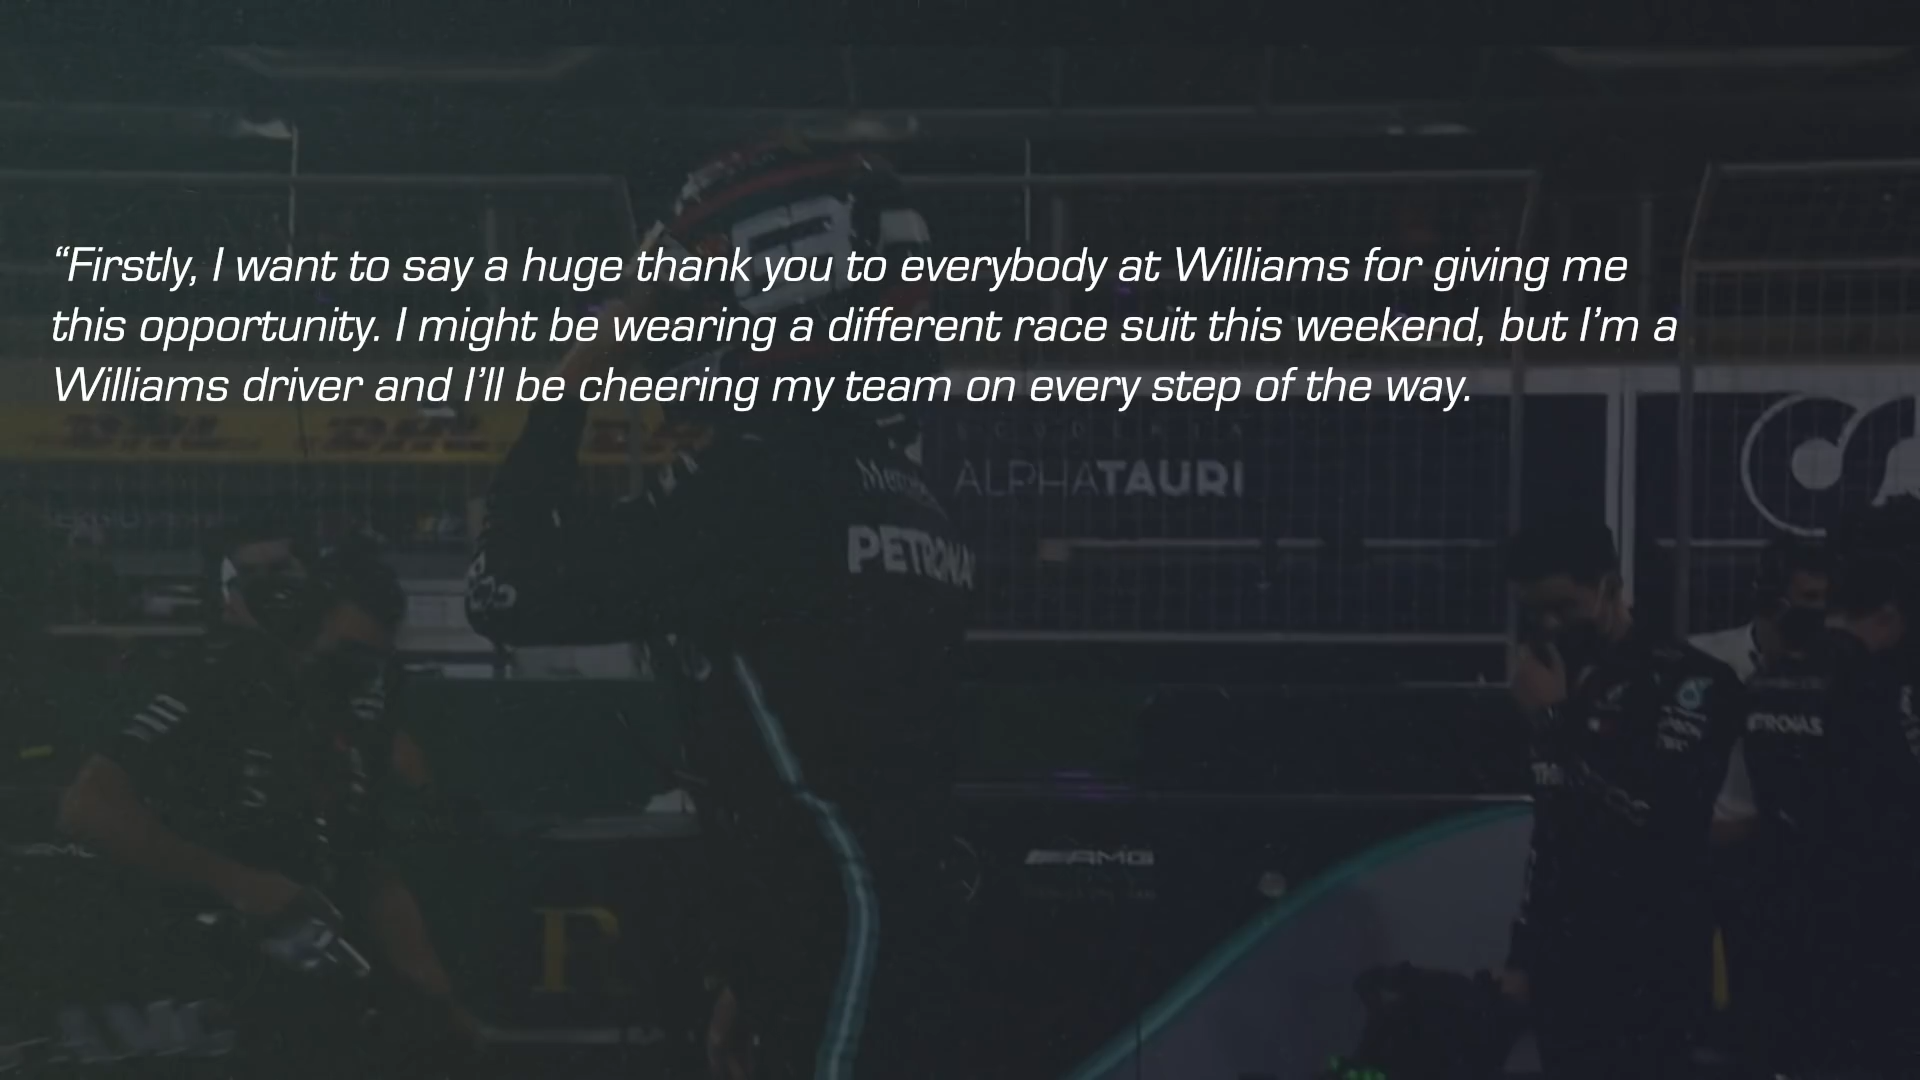 “Firstly, I want to say a huge thank you to everybody at Williams for giving me
this opportunity. I might be wearing a different race suit this weekend, but I’m a
Williams driver and I’ll be cheering my team on every step of the way.
ALPHATAURI
PETRONAS
AMG